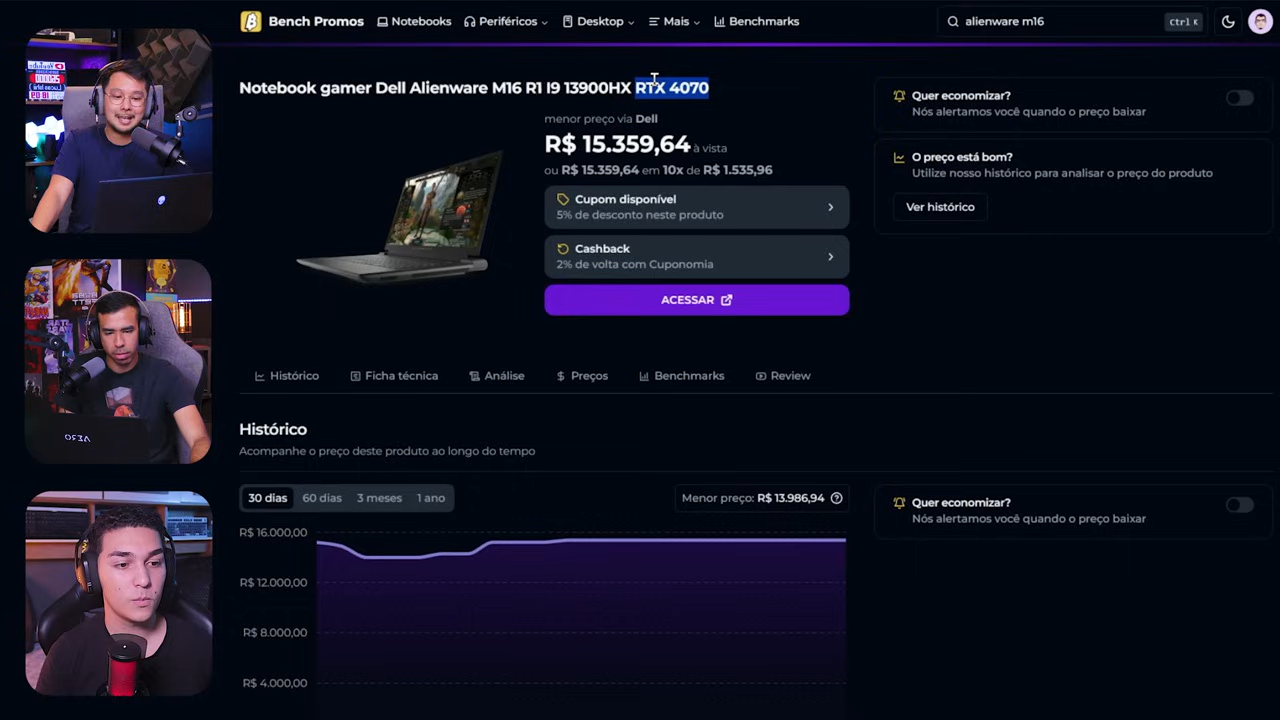 Bench Promos
Notebooks
Periféricos
Desktop
Mais
Benchmarks
alienware m16
Ctrl K
Notebook gamer Dell Alienware M16 R1 I9 13900HX RTX 4070
menor preço via Dell
R$ 15.359,64 à vista
ou R$ 15.359,64 em 10x de R$ 1.535,96
Cupom disponível
5% de desconto neste produto
Cashback
2% de volta com Cuponomia
ACESSAR
Quer economizar?
Nós alertamos você quando o preço baixar
O preço está bom?
Utilize nosso histórico para analisar o preço do produto
Ver histórico
Histórico
Ficha técnica
Análise
Preços
Benchmarks
Review
Histórico
Acompanhe o preço deste produto ao longo do tempo
30 dias
60 dias
3 meses
1 ano
Menor preço: R$ 13.986,94
R$ 16.000,00
R$ 12.000,00
R$ 8.000,00
R$ 4.000,00
Quer economizar?
Nós alertamos você quando o preço baixar
AERO